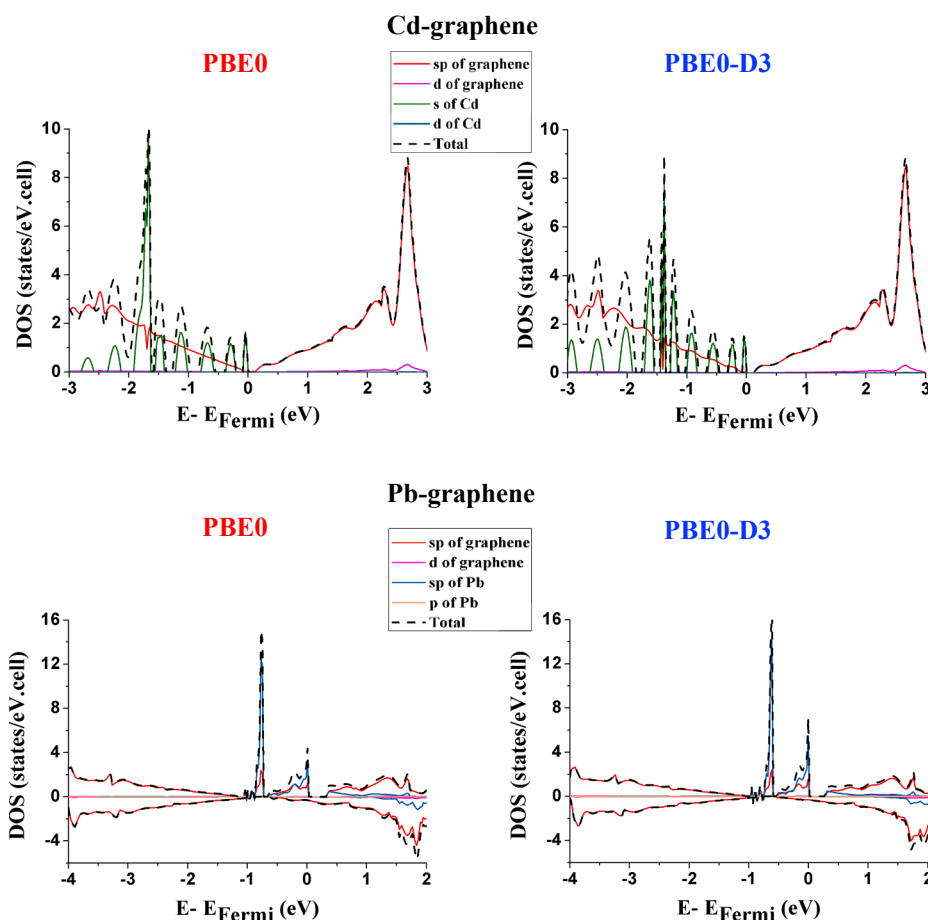 Cd-graphene
PBE0
PBE0-D3
sp of graphene
d of graphene
s of Cd
d of Cd
Total
DOS (states/eV.cell)
10
8
6
4
2
0
-3 -2 -1 0 1 2 3
E- EFermi (eV)
DOS (states/eV.cell)
10
8
6
4
2
0
-3 -2 -1 0 1 2 3
E- EFermi (eV)
Pb-graphene
PBE0
PBE0-D3
sp of graphene
d of graphene
sp of Pb
p of Pb
Total
DOS (states/eV.cell)
16
12
8
4
0
-4
-4 -3 -2 -1 0 1 2
E- EFermi (eV)
DOS (states/eV.cell)
16
12
8
4
0
-4
-4 -3 -2 -1 0 1 2
E- EFermi (eV)